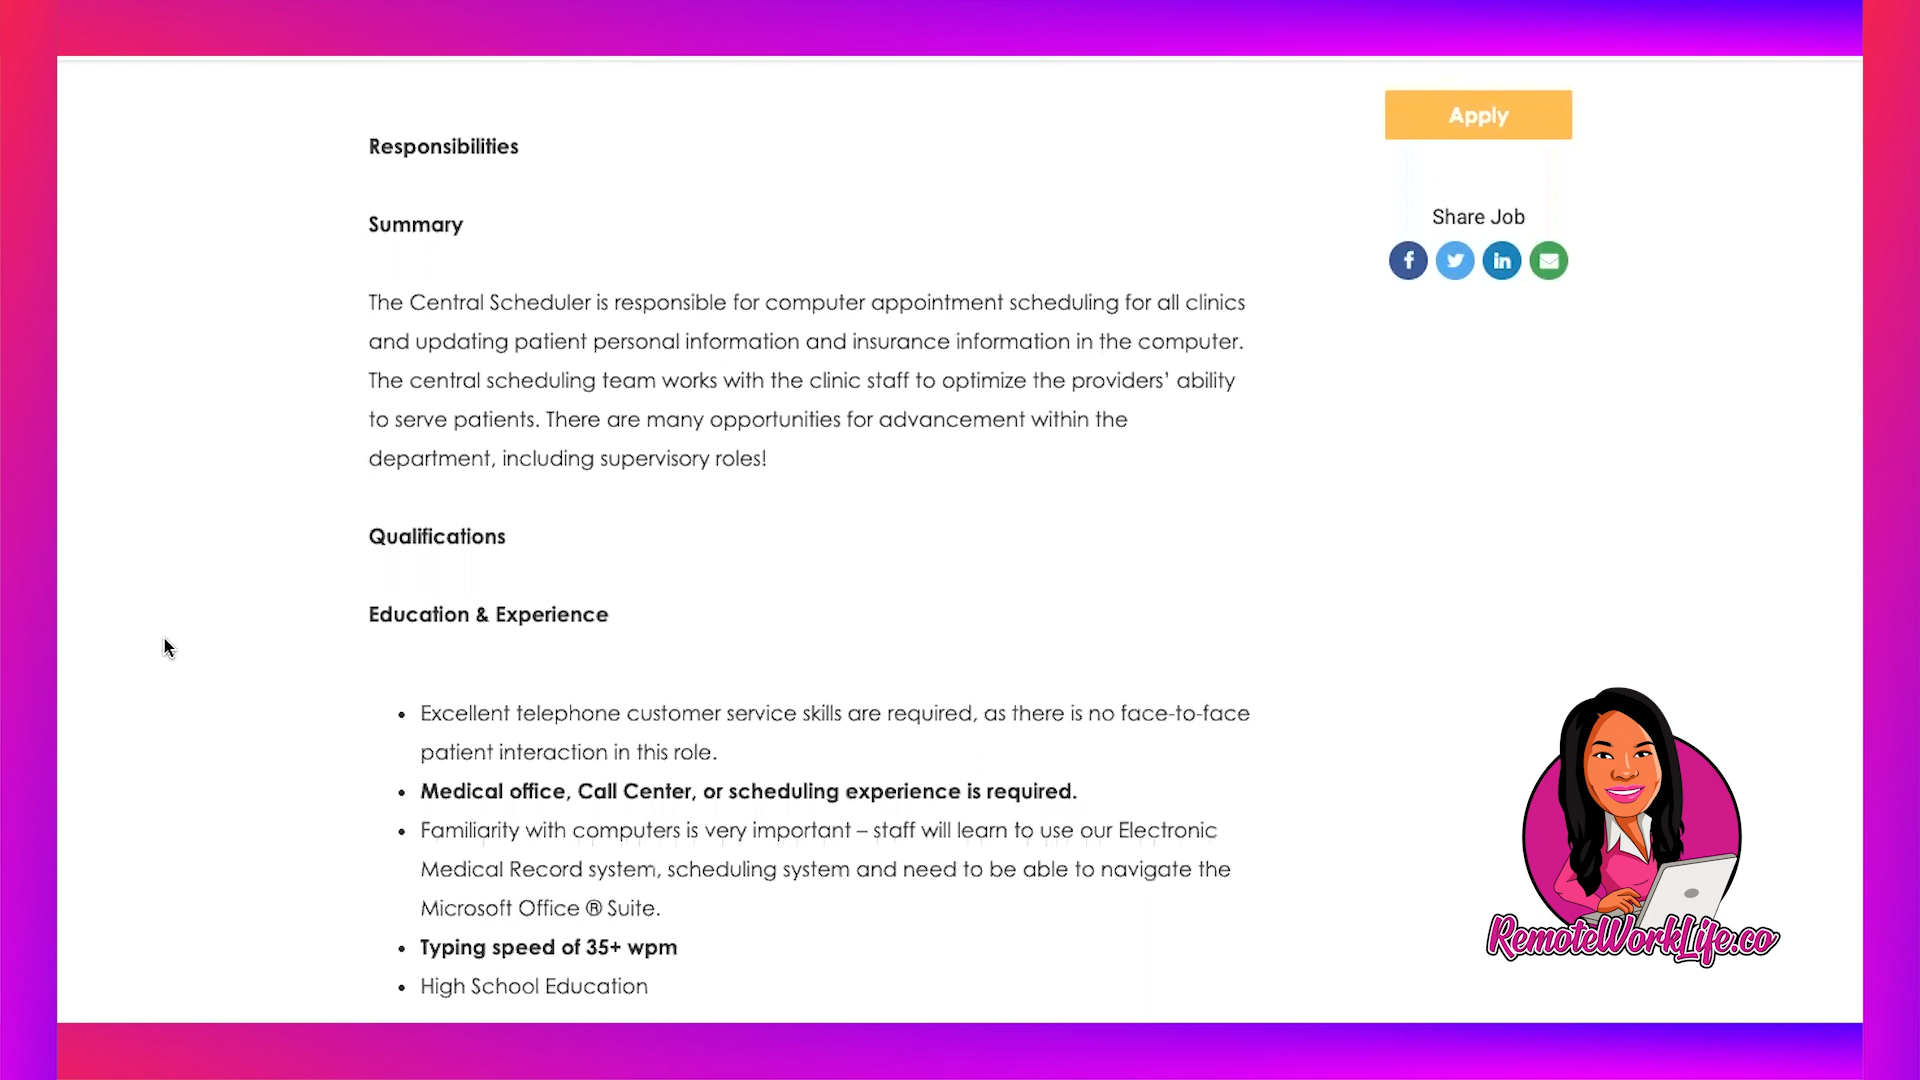 Apply
Responsibilities
Share Job
Summary
The Central Scheduler is responsible for computer appointment scheduling for all clinics
and updating patient personal information and insurance information in the computer.
The central scheduling team works with the clinic staff to optimize the providers’ ability
to serve patients. There are many opportunities for advancement within the
department, including supervisory roles!
Qualifications
Education & Experience
• Excellent telephone customer service skills are required, as there is no face-to-face
patient interaction in this role.
• Medical office, Call Center, or scheduling experience is required.
• Familiarity with computers is very important – staff will learn to use our Electronic
Medical Record system, scheduling system and need to be able to navigate the
Microsoft Office ® Suite.
• Typing speed of 35+ wpm
• High School Education
RemoteWorkLife.co